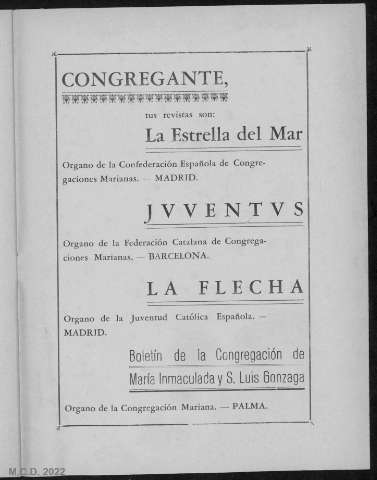 CONGREGANTE,
tus revistas son:
La Estrella del Mar
Organo de la Confederación Española de Congre-
gaciones Marianas. — MADRID.
JVVENTVS
Organo de la Federación Catalana de Congrega-
ciones Marianas. — BARCELONA.
LA FLECHA
Organo de la Juventud Católica Española. —
MADRID.
Boletín de la Congregación de
María Inmaculada y S. Luis Gonzaga
Organo de la Congregación Mariana. — PALMA.
M.C.D. 2022